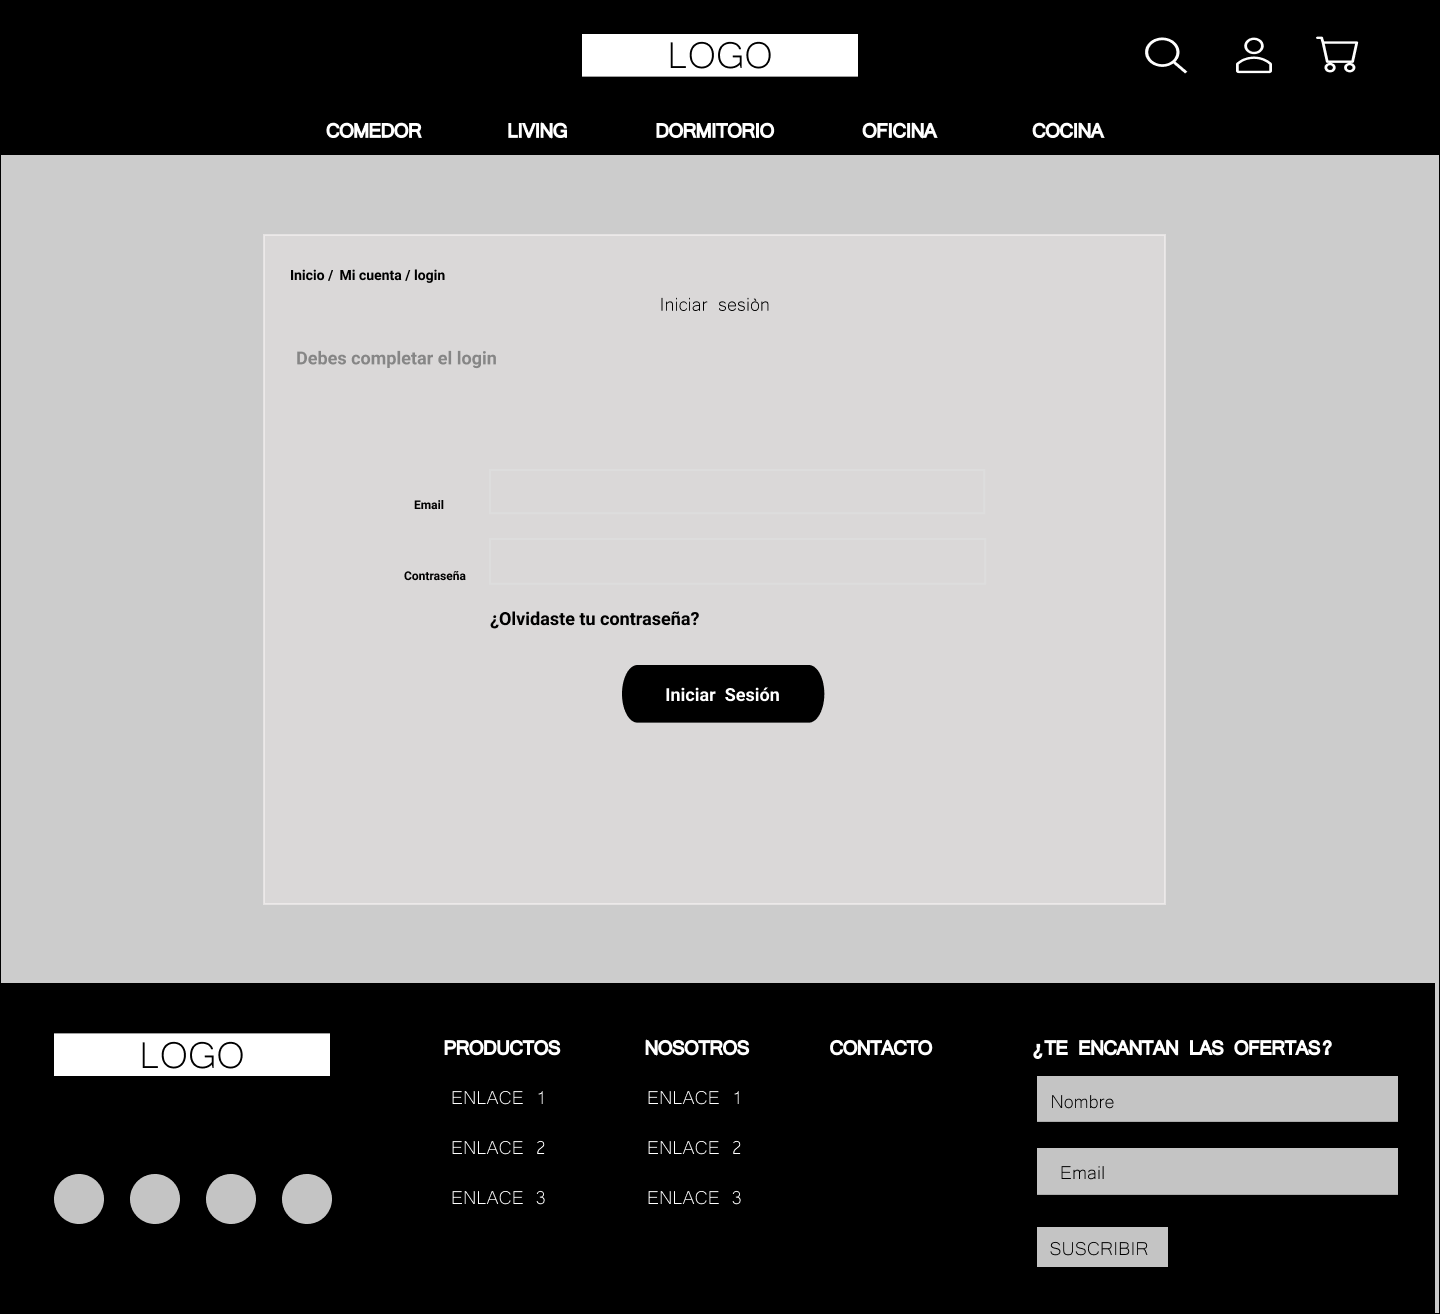 LOGO
COMEDOR LIVING DORMITORIO OFICINA COCINA
Inicio / Mi cuenta / login
Iniciar sesiòn
Debes completar el login
Email
Contraseña
¿Olvidaste tu contraseña?
Iniciar Sesión
LOGO
PRODUCTOS
ENLACE 1
ENLACE 2
ENLACE 3
NOSOTROS
ENLACE 1
ENLACE 2
ENLACE 3
CONTACTO
¿TE ENCANTAN LAS OFERTAS?
Nombre
Email
SUSCRIBIR